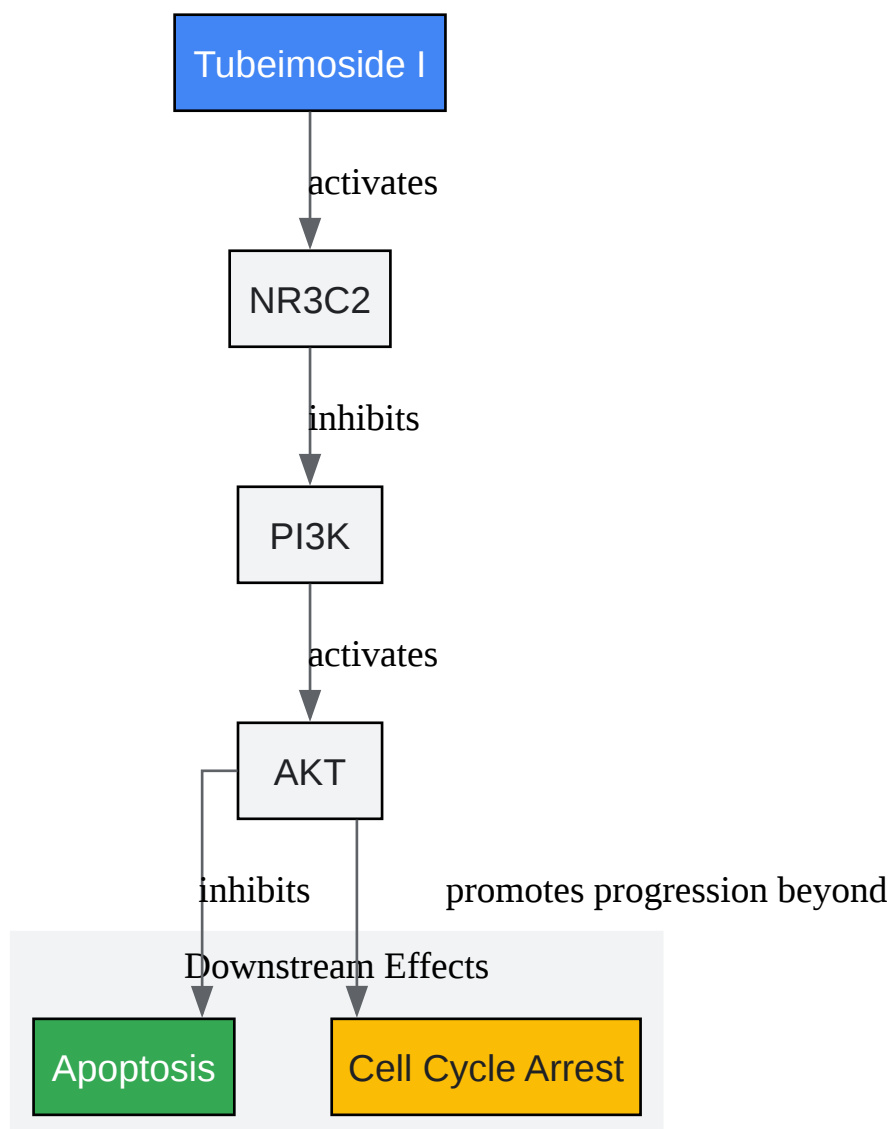 Tubeimoside I
activates
NR3C2
inhibits
PI3K
activates
AKT
inhibits
promotes progression beyond
Downstream Effects
Apoptosis
Cell Cycle Arrest